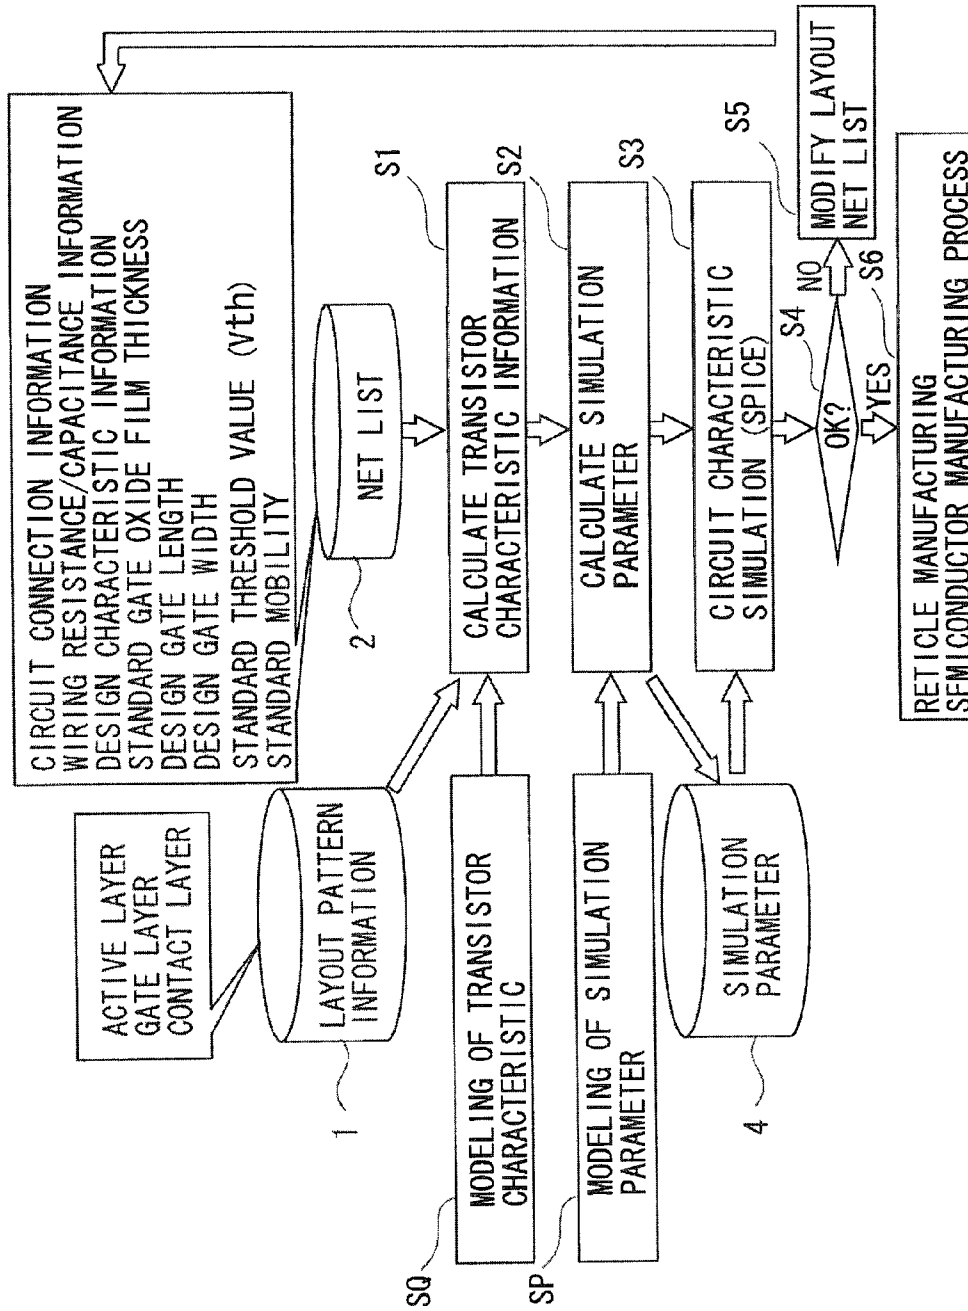 CIRCUIT CONNECTION INFORMATION
WIRING RESISTANCE/CAPACITANCE INFORMATION
DESIGN CHARACTERISTIC INFORMATION
STANDARD GATE OXIDE FILM THICKNESS
DESIGN GATE LENGTH
DESIGN GATE WIDTH
STANDARD THRESHOLD VALUE (Vth)
STANDARD MOBILITY
ACTIVE LAYER
GATE LAYER
CONTACT LAYER
LAYOUT PATTERN
INFORMATION
1
NET LIST
2
SQ
MODELING OF TRANSISTOR
CHARACTERISTIC
CALCULATE TRANSISTOR
CHARACTERISTIC INFORMATION
S1
SP
MODELING OF SIMULATION
PARAMETER
CALCULATE SIMULATION
PARAMETER
S2
SIMULATION
PARAMETER
4
CIRCUIT CHARACTERISTIC
SIMULATION (SPICE)
S3
OK?
S4
NO
MODIFY LAYOUT
NET LIST
S5
YES
S6
RETICLE MANUFACTURING
SEMICONDUCTOR MANUFACTURING PROCESS